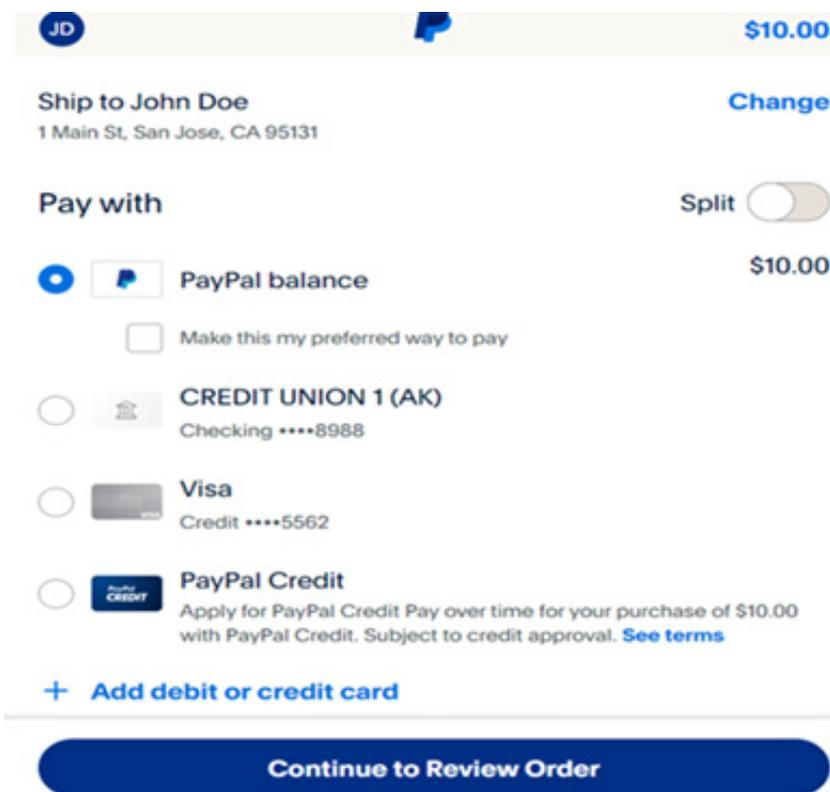 JD
$10.00
Ship to John Doe
Change
1 Main St, San Jose, CA 95131
Pay with
Split
PayPal balance
$10.00
Make this my preferred way to pay
CREDIT UNION 1 (AK)
Checking ••••8988
Visa
VISA
Credit ••••5562
PayPal Credit
PayPal
CREDIT
Apply for PayPal Credit Pay over time for your purchase of $10.00
with PayPal Credit. Subject to credit approval. See terms
+ Add debit or credit card
Continue to Review Order